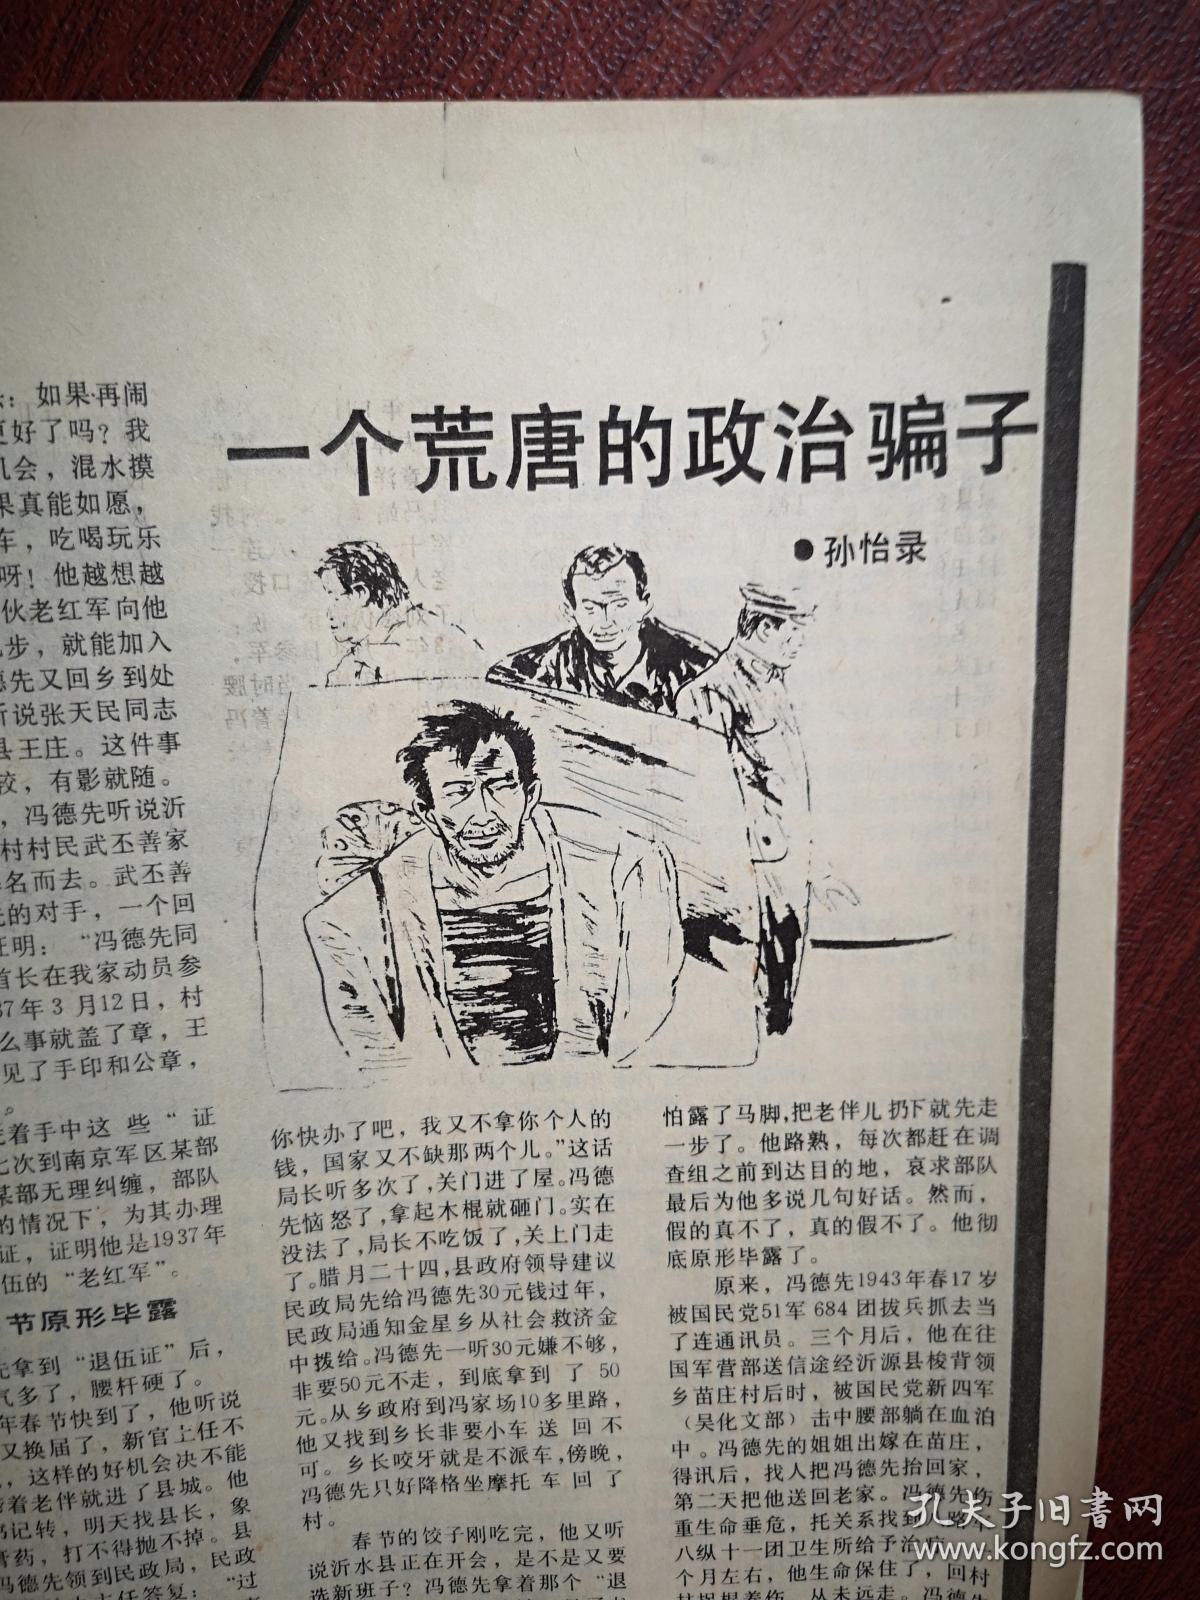 一个荒唐的政治骗子
●孙怡录
：如果再闹
更好了吗？我
机会，混水摸
果真能如愿，
车，吃喝玩乐
呀！他越想越
伙老红军向他
步，就能加入
德先又回乡到处
听说张天民同志
县王庄。这件事
较，有影就随。
，冯德先听说沂
村村民武丕善家
名而去。武丕善
的对手，一个回
证明：“冯德先同
首长在我家动员参
37年3月12日，村
么事就盖了章，王
见了手印和公章，
。
着手中这些“证
七次到南京军区某部
某部无理纠缠，部队
的情况下，为其办理
证，证明他是1937年
伍的“老红军”。
节原形毕露
先拿到“退伍证”后，
气多了，腰杆硬了。
年春节快到了，他听说
又换届了，新官上任不
，这样的好机会决不能
着老伴就进了县城。他
书记转，明天找县长，象
膏药，打不得抛不掉。县
冯德先领到民政局，民政
主任答复：“过
你快办了吧，我又不拿你个人的
钱，国家又不缺那两个儿。”这话
局长听多次了，关门进了屋。冯德
先恼怒了，拿起木棍就砸门。实在
没法了，局长不吃饭了，关上门走
了。腊月二十四，县政府领导建议
民政局先给冯德先30元钱过年，
民政局通知金星乡从社会救济金
中拨给。冯德先一听30元嫌不够，
非要50元不走，到底拿到了50
元。从乡政府到冯家场10多里路，
他又找到乡长非要小车送回不
可。乡长咬牙就是不派车，傍晚，
冯德先只好降格坐摩托车回了
村。
春节的饺子刚吃完，他又听
说沂水县正在开会，是不是又要
选新班子？冯德先拿着那个“退
怕露了马脚，把老伴儿扔下就先走
一步了。他路熟，每次都赶在调
查组之前到达目的地，哀求部队
最后为他多说几句好话。然而，
假的真不了，真的假不了。他彻
底原形毕露了。
原来，冯德先1943年春17岁
被国民党51军684团拔兵抓去当
了连通讯员。三个月后，他在往
国军营部送信途经沂源县梭背领
乡苗庄村后时，被国民党新四军
（吴化文部）击中腰部躺在血泊
中。冯德先的姐姐出嫁在苗庄，
得讯后，找人把冯德先抬回家，
第二天把他送回老家。冯德先伤
重生命垂危，托关系找到八路军
八纵十一团卫生所给予治疗
个月左右，他生命保住了，回村
拄拐棍养伤，从未远走。冯德先
孔夫子旧书网
www.kongfz.com